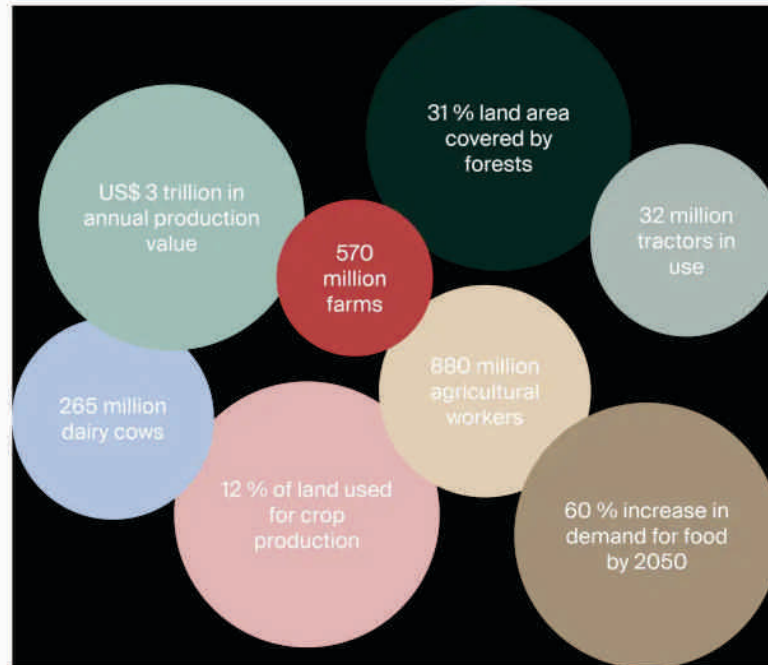 31 % land area
covered by
forests
US$ 3 trillion in
annual production
value
32 million
tractors in
use
570
million
farms
880 million
agricultural
workers
265 million
dairy cows
12 % of land used
for crop
production
60 % increase in
demand for food
by 2050